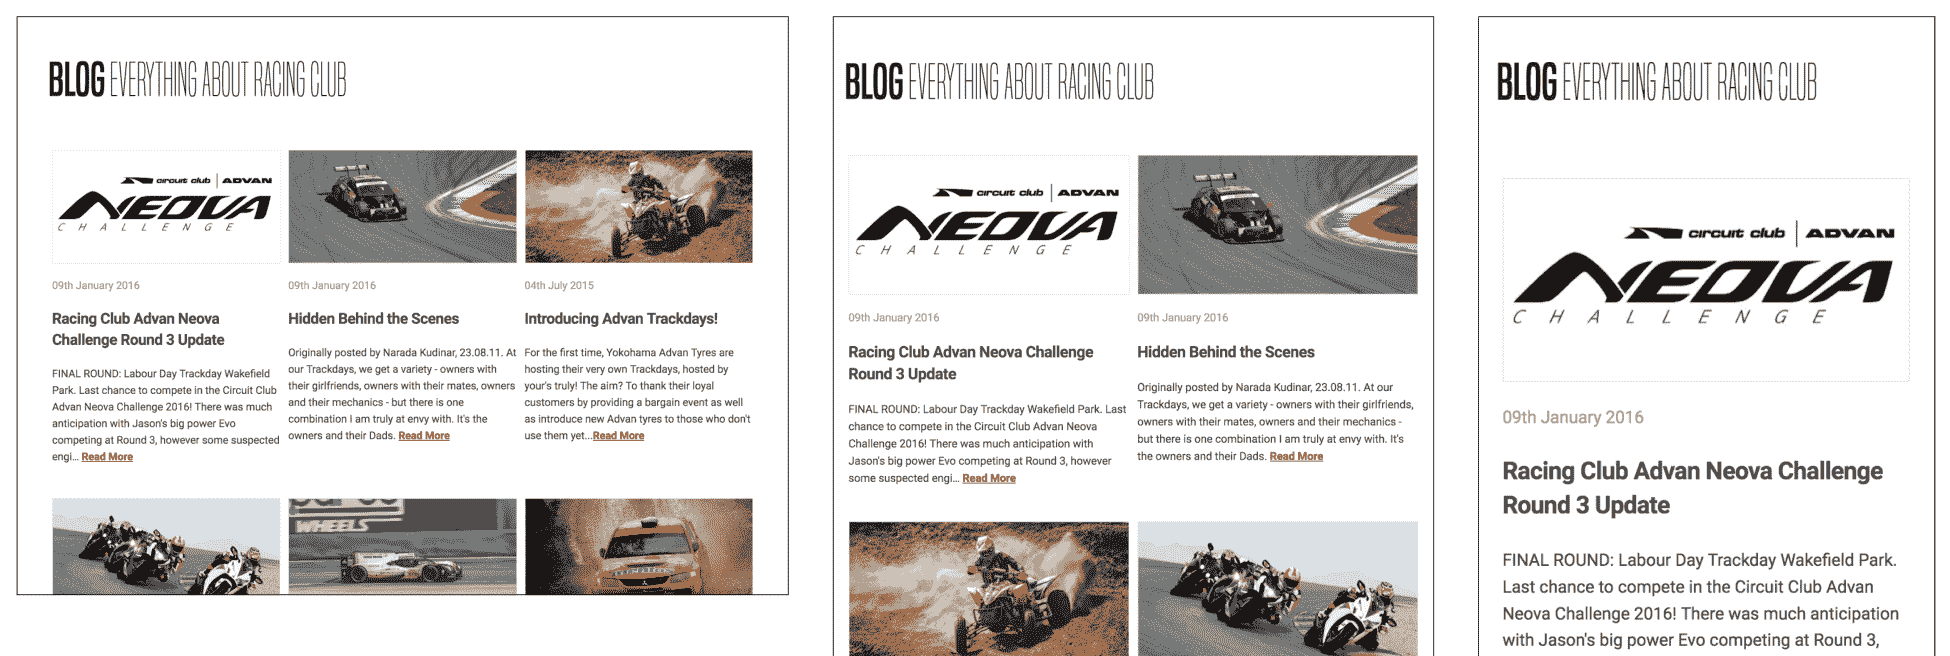 BLOG EVERYTHING ABOUT RACING CLUB
circuit club | ADVAN
NEOVA
CHALLENGE
09th January 2016
Racing Club Advan Neova
Challenge Round 3 Update
FINAL ROUND: Labour Day Trackday Wakefield
Park. Last chance to compete in the Circuit Club
Advan Neova Challenge 2016! There was much
anticipation with Jason's big power Evo
competing at Round 3, however some suspected
engi... Read More
09th January 2016
Hidden Behind the Scenes
Originally posted by Narada Kudinar, 23.08.11. At
our Trackdays, we get a variety - owners with
their girlfriends, owners with their mates, owners
and their mechanics - but there is one
combination I am truly at envy with. It's the
owners and their Dads. Read More
04th July 2015
Introducing Advan Trackdays!
For the first time, Yokohama Advan Tyres are
hosting their very own Trackdays, hosted by
your's truly! The aim? To thank their loyal
customers by providing a bargain event as well
as introduce new Advan tyres to those who don't
use them yet...Read More
WHEELS
BLOG EVERYTHING ABOUT RACING CLUB
circuit club | ADVAN
NEOVA
CHALLENGE
09th January 2016
Racing Club Advan Neova Challenge
Round 3 Update
FINAL ROUND: Labour Day Trackday Wakefield Park. Last
chance to compete in the Circuit Club Advan Neova
Challenge 2016! There was much anticipation with
Jason's big power Evo competing at Round 3, however
some suspected engi... Read More
09th January 2016
Hidden Behind the Scenes
Originally posted by Narada Kudinar, 23.08.11. At our
Trackdays, we get a variety - owners with their girlfriends,
owners with their mates, owners and their mechanics -
but there is one combination I am truly at envy with. It's
the owners and their Dads. Read More
BLOG EVERYTHING ABOUT RACING CLUB
circuit club | ADVAN
NEOVA
CHALLENGE
09th January 2016
Racing Club Advan Neova Challenge
Round 3 Update
FINAL ROUND: Labour Day Trackday Wakefield Park.
Last chance to compete in the Circuit Club Advan
Neova Challenge 2016! There was much anticipation
with Jason's big power Evo competing at Round 3,